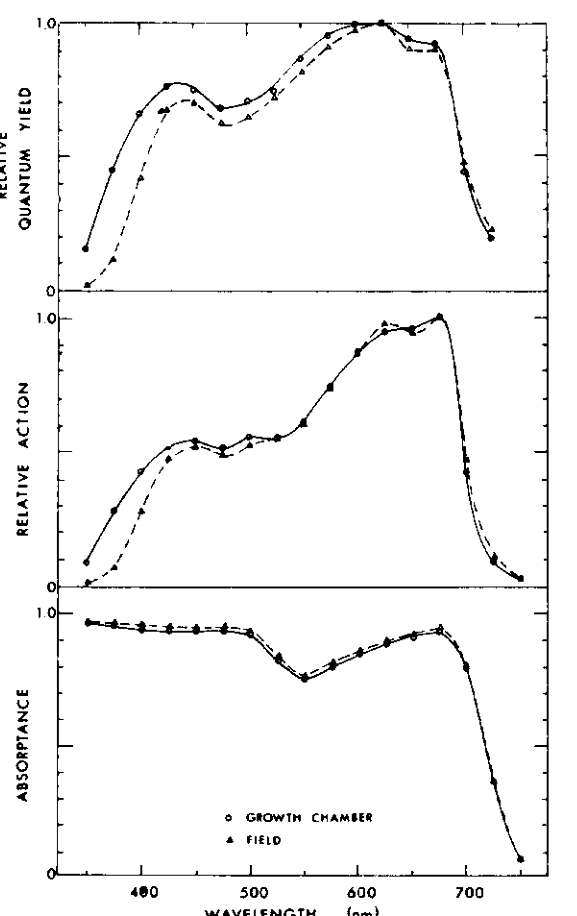 1.0
RELATIVE
QUANTUM YIELD
0
1.0
RELATIVE ACTION
0
1.0
ABSORPTANCE
GROWTH CHAMBER
FIELD
0
400 500 600 700
WAVELENGTH (nm)